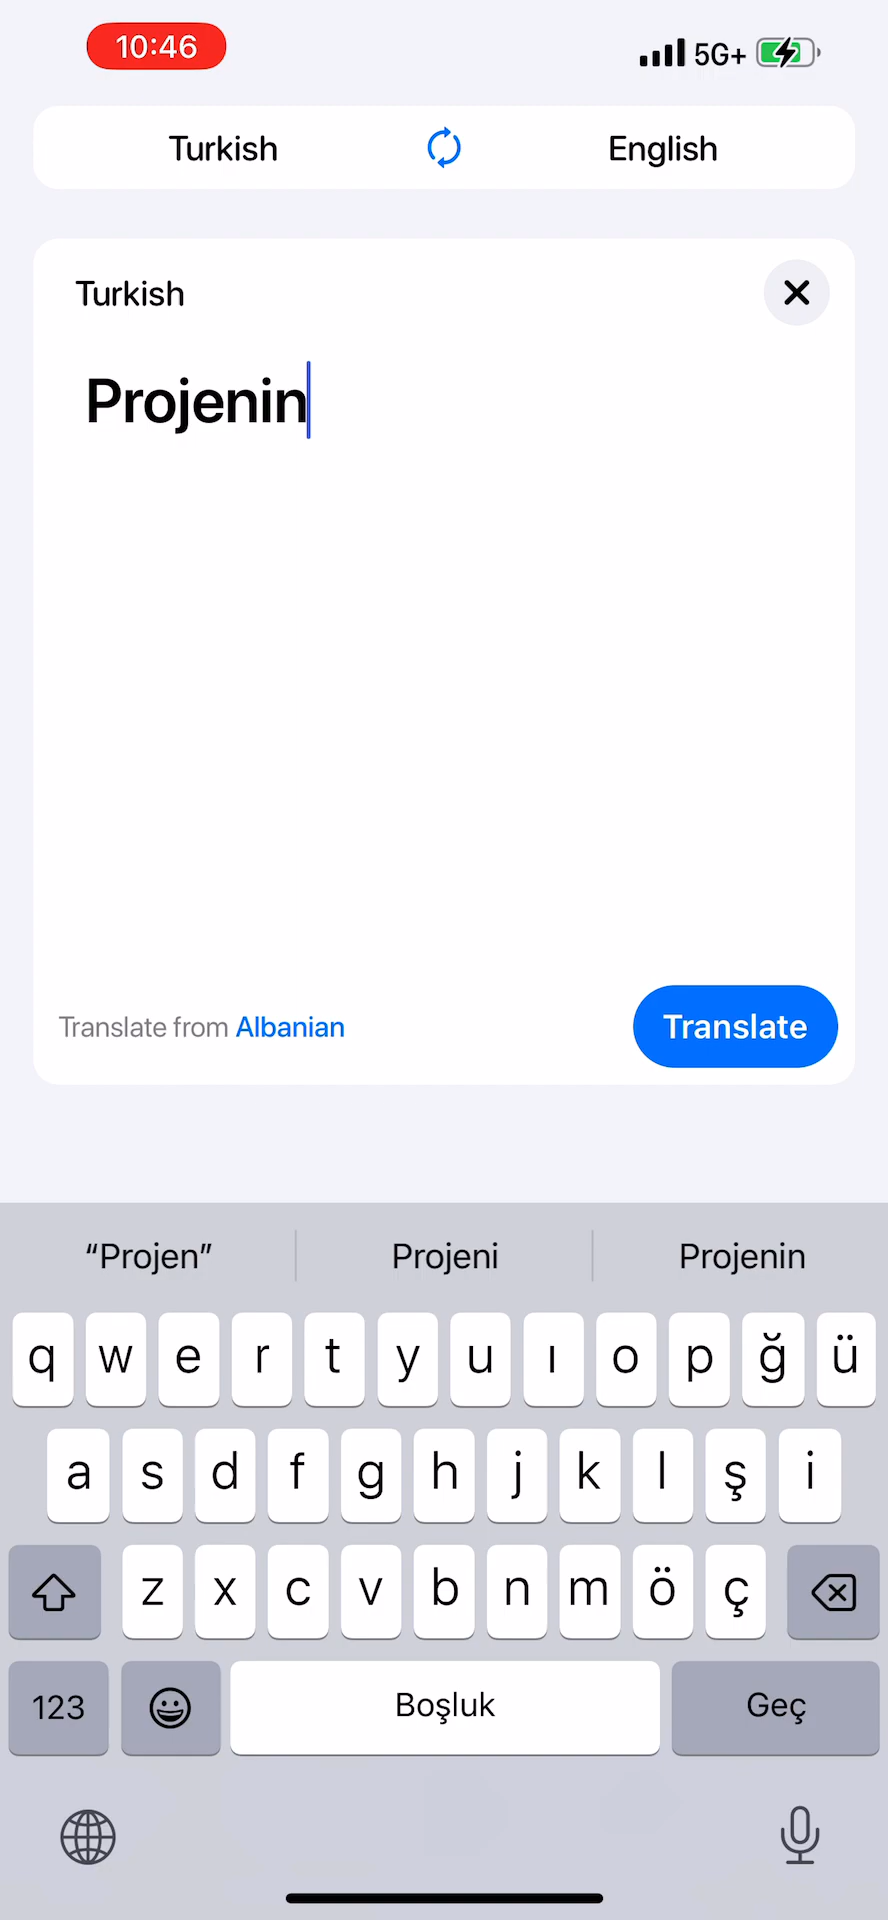 10:46 5G+
Turkish English
Turkish
Projenin
Translate from Albanian Translate
“Projen” Projeni Projenin
q w e r t y u ı o p ğ ü
a s d f g h j k l ş i
z x c v b n m ö ç
123 Boşluk Geç